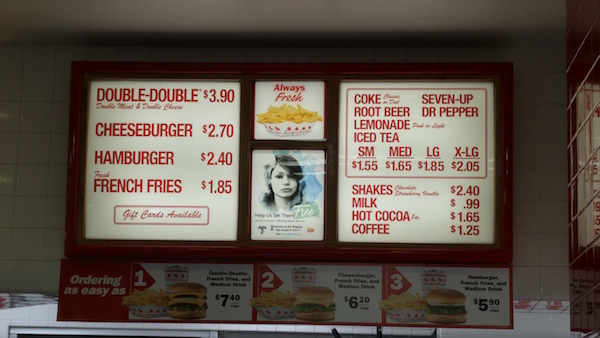 DOUBLE-DOUBLE® $3.90
Double Meat & Double Cheese
CHEESEBURGER $2.70
HAMBURGER $2.40
Fresh
FRENCH FRIES $1.85
Gift Cards Available
Always
Fresh
Help Us Set Them
Free
COKE Classic or Diet SEVEN-UP
ROOT BEER DR PEPPER
LEMONADE Pink or Light
ICED TEA
SM MED LG X-LG
$1.55 $1.65 $1.85 $2.05
SHAKES Chocolate Strawberry Vanilla $2.40
MILK $ .99
HOT COCOA 8oz $1.65
COFFEE $1.25
Ordering
as easy as
1
Double-Double,
French Fries, and
Medium Drink
$7.40
2
Cheeseburger,
French Fries, and
Medium Drink
$6.20
3
Hamburger,
French Fries, and
Medium Drink
$5.90